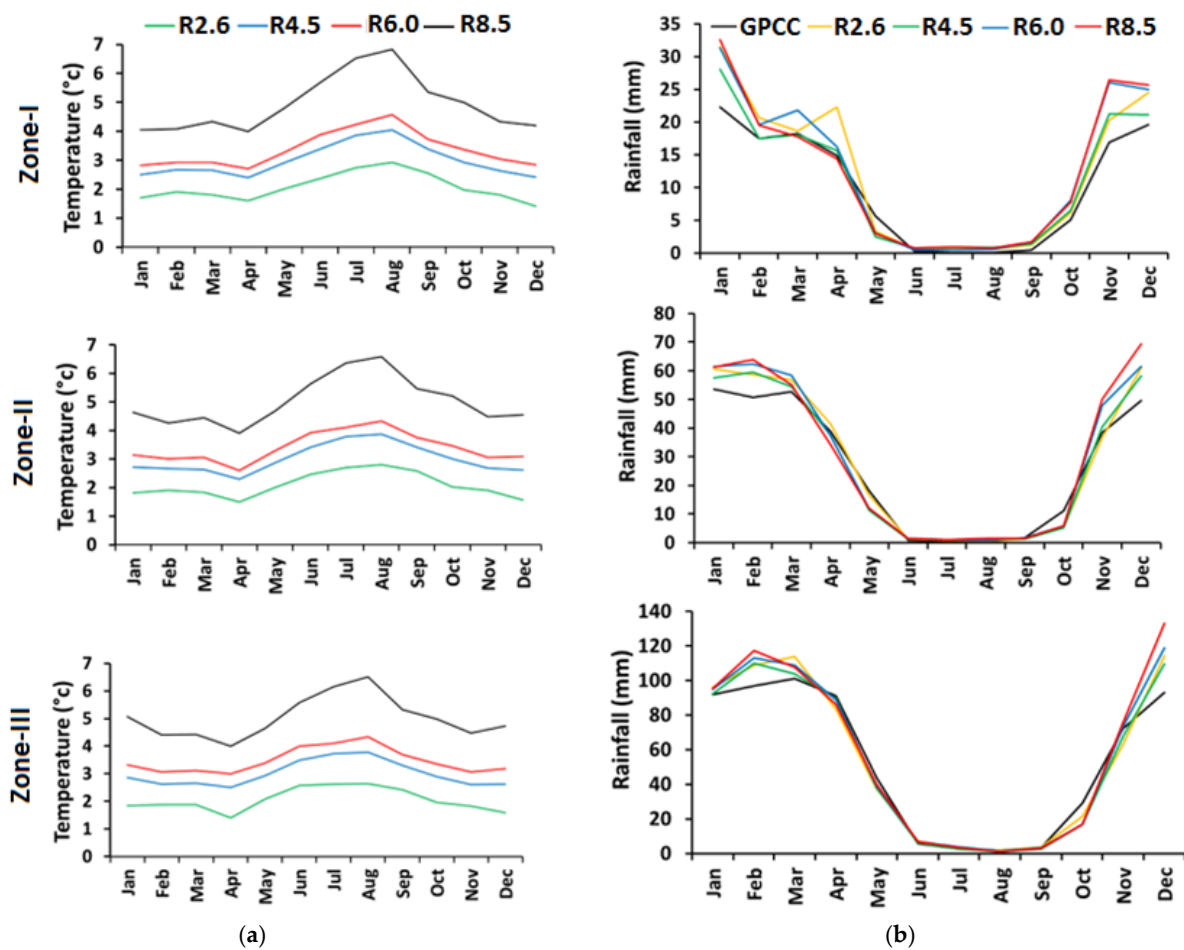 R2.6 R4.5 R6.0 R8.5
Zone-I
Temperature (°c)
7
6
5
4
3
2
1
0
Jan Feb Mar Apr May Jun Jul Aug Sep Oct Nov Dec
GPCC R2.6 R4.5 R6.0 R8.5
Rainfall (mm)
35
30
25
20
15
10
5
0
Jan Feb Mar Apr May Jun Jul Aug Sep Oct Nov Dec
Zone-II
Temperature (°c)
7
6
5
4
3
2
1
0
Jan Feb Mar Apr May Jun Jul Aug Sep Oct Nov Dec
Rainfall (mm)
80
70
60
50
40
30
20
10
0
Jan Feb Mar Apr May Jun Jul Aug Sep Oct Nov Dec
Zone-III
Temperature (°c)
7
6
5
4
3
2
1
0
Jan Feb Mar Apr May Jun Jul Aug Sep Oct Nov Dec
Rainfall (mm)
140
120
100
80
60
40
20
0
Jan Feb Mar Apr May Jun Jul Aug Sep Oct Nov Dec
(a)
(b)